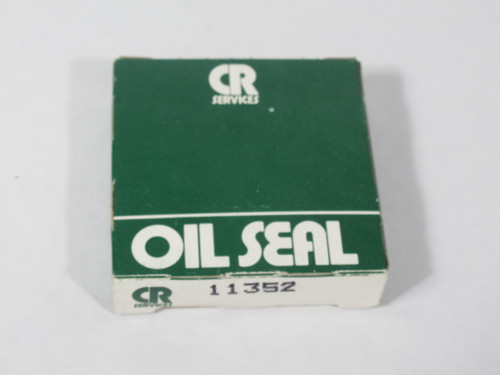 CR
SERVICES
OIL SEAL
CR
SERVICES
11352